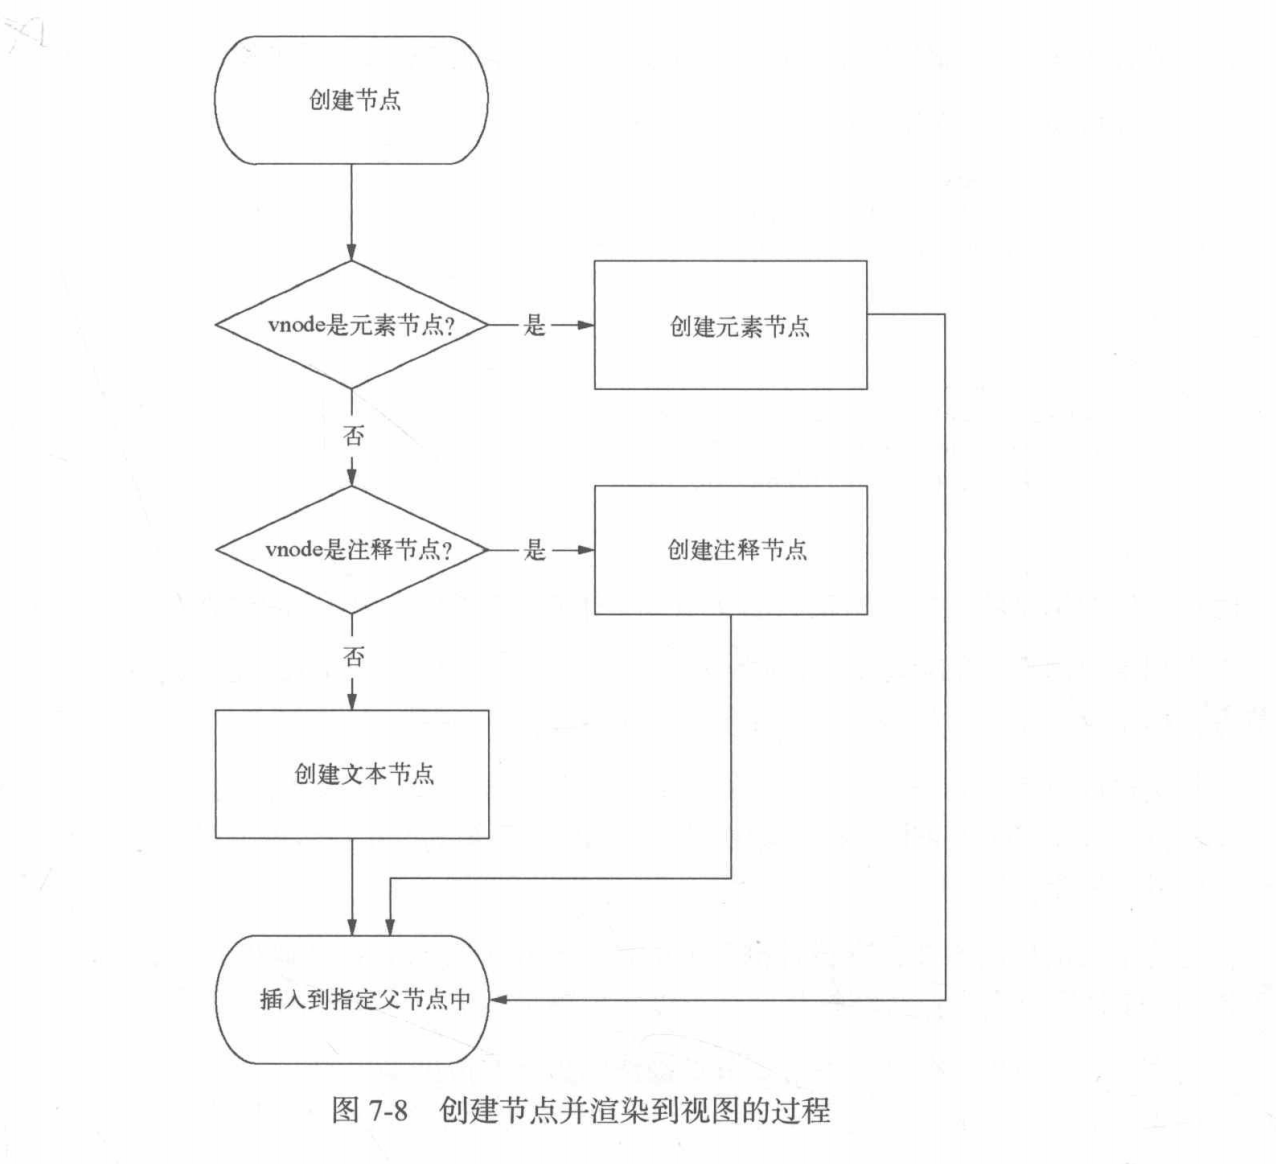 创建节点
vnode是元素节点?
是
创建元素节点
否
vnode是注释节点?
是
创建注释节点
否
创建文本节点
插入到指定父节点中
图 7-8 创建节点并渲染到视图的过程